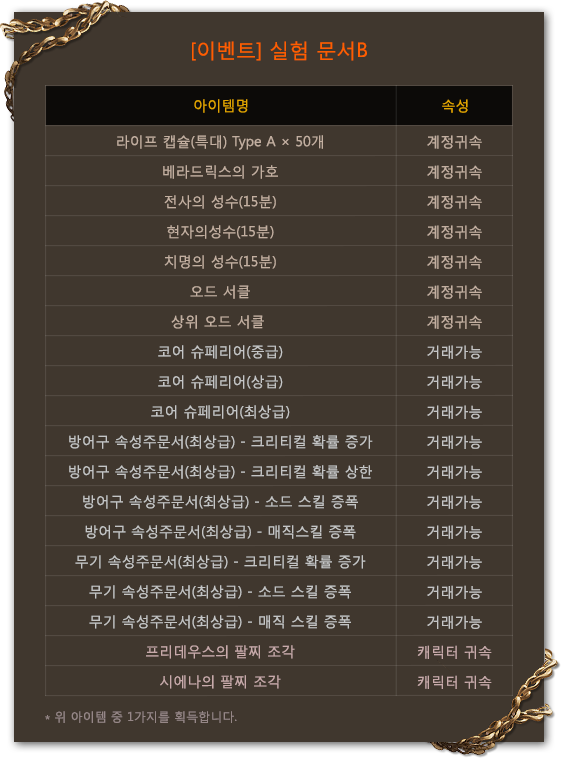 [이벤트] 실험 문서B
아이템명 속성
라이프 캡슐(특대) Type A × 50개 계정귀속
베라드릭스의 가호 계정귀속
전사의 성수(15분) 계정귀속
현자의성수(15분) 계정귀속
치명의 성수(15분) 계정귀속
오드 서클 계정귀속
상위 오드 서클 계정귀속
코어 슈페리어(중급) 거래가능
코어 슈페리어(상급) 거래가능
코어 슈페리어(최상급) 거래가능
방어구 속성주문서(최상급) - 크리티컬 확률 증가 거래가능
방어구 속성주문서(최상급) - 크리티컬 확률 상한 거래가능
방어구 속성주문서(최상급) - 소드 스킬 증폭 거래가능
방어구 속성주문서(최상급) - 매직스킬 증폭 거래가능
무기 속성주문서(최상급) - 크리티컬 확률 증가 거래가능
무기 속성주문서(최상급) - 소드 스킬 증폭 거래가능
무기 속성주문서(최상급) - 매직 스킬 증폭 거래가능
프리데우스의 팔찌 조각 캐릭터 귀속
시에나의 팔찌 조각 캐릭터 귀속
* 위 아이템 중 1가지를 획득합니다.